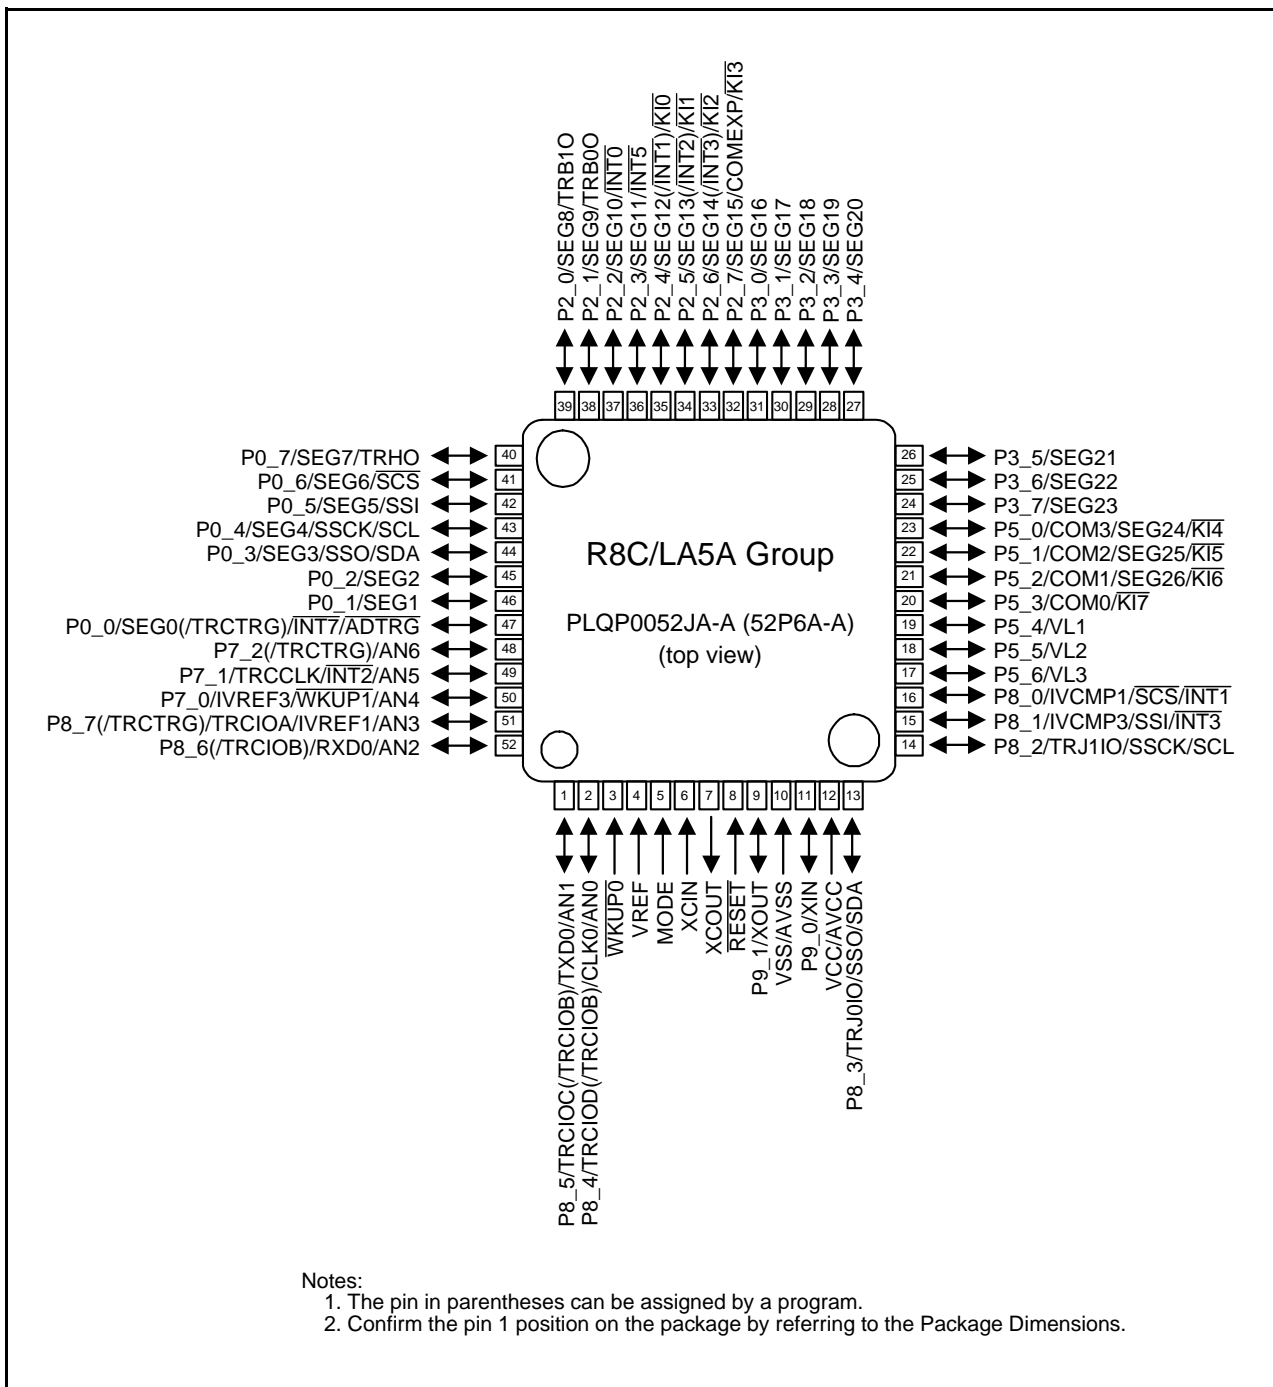 P2_0/SEG8/TRB1O
P2_1/SEG9/TRB0O
P2_2/SEG10/INT0
P2_3/SEG11/INT5
P2_4/SEG12(/INT1)/KI0
P2_5/SEG13(/INT2)/KI1
P2_6/SEG14(/INT3)/KI2
P2_7/SEG15/COMEXP/KI3
P3_0/SEG16
P3_1/SEG17
P3_2/SEG18
P3_3/SEG19
P3_4/SEG20
39 38 37 36 35 34 33 32 31 30 29 28 27
P0_7/SEG7/TRHO 40
P0_6/SEG6/SCS 41
P0_5/SEG5/SSI 42
P0_4/SEG4/SSCK/SCL 43
P0_3/SEG3/SSO/SDA 44
P0_2/SEG2 45
P0_1/SEG1 46
P0_0/SEG0(/TRCTRG)/INT7/ADTRG 47
P7_2(/TRCTRG)/AN6 48
P7_1/TRCCLK/INT2/AN5 49
P7_0/IVREF3/WKUP1/AN4 50
P8_7(/TRCTRG)/TRCIOA/IVREF1/AN3 51
P8_6(/TRCIOB)/RXD0/AN2 52
R8C/LA5A Group
PLQP0052JA-A (52P6A-A)
(top view)
26 P3_5/SEG21
25 P3_6/SEG22
24 P3_7/SEG23
23 P5_0/COM3/SEG24/KI4
22 P5_1/COM2/SEG25/KI5
21 P5_2/COM1/SEG26/KI6
20 P5_3/COM0/KI7
19 P5_4/VL1
18 P5_5/VL2
17 P5_6/VL3
16 P8_0/IVCMP1/SCS/INT1
15 P8_1/IVCMP3/SSI/INT3
14 P8_2/TRJ1IO/SSCK/SCL
1 2 3 4 5 6 7 8 9 10 11 12 13
P8_5/TRCIOC(/TRCIOB)/TXD0/AN1
P8_4/TRCIOD(/TRCIOB)/CLK0/AN0
WKUP0
VREF
MODE
XCIN
XCOUT
RESET
P9_1/XOUT
VSS/AVSS
P9_0/XIN
VCC/AVCC
P8_3/TRJ0IO/SSO/SDA
Notes:
1. The pin in parentheses can be assigned by a program.
2. Confirm the pin 1 position on the package by referring to the Package Dimensions.